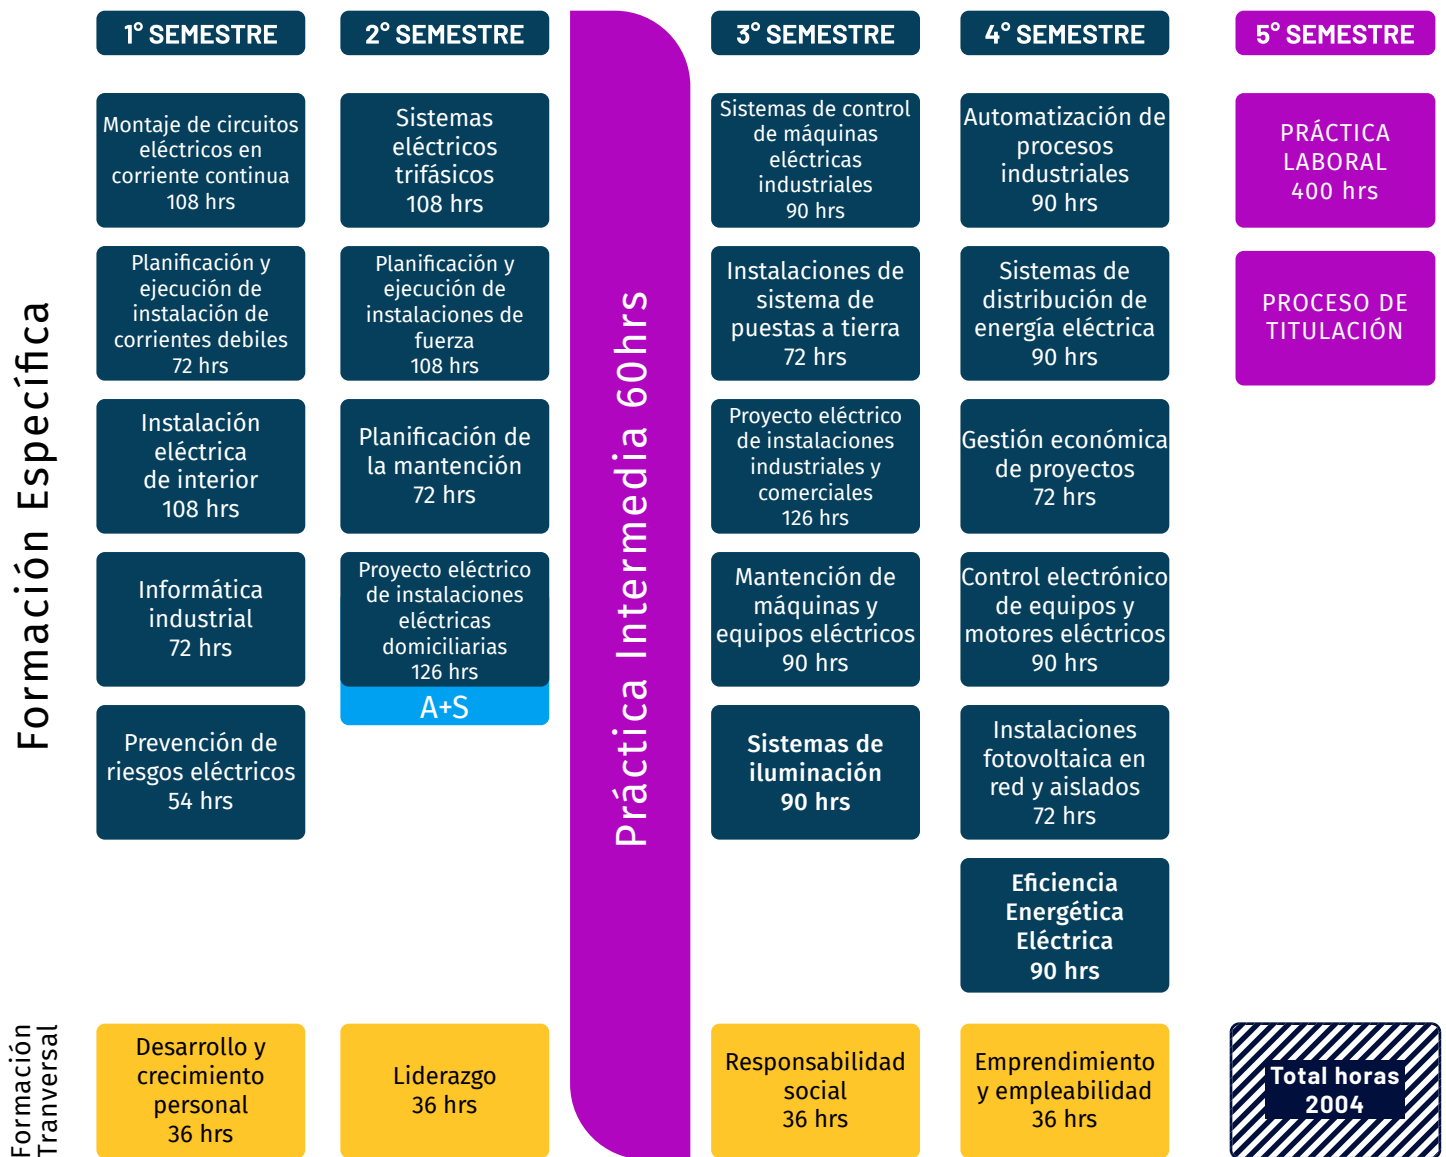 1° SEMESTRE
2° SEMESTRE
3° SEMESTRE
4° SEMESTRE
5° SEMESTRE
Formación Específica
Montaje de circuitos
eléctricos en
corriente continua
108 hrs
Planificación y
ejecución de
instalación de
corrientes debiles
72 hrs
Instalación
eléctrica
de interior
108 hrs
Informática
industrial
72 hrs
Prevención de
riesgos eléctricos
54 hrs
Sistemas
eléctricos
trifásicos
108 hrs
Planificación y
ejecución de
instalaciones de
fuerza
108 hrs
Planificación de
la mantención
72 hrs
Proyecto eléctrico
de instalaciones
eléctricas
domiciliarias
126 hrs
A+S
Práctica Intermedia 60hrs
Sistemas de control
de máquinas
eléctricas
industriales
90 hrs
Instalaciones de
sistema de
puestas a tierra
72 hrs
Proyecto eléctrico
de instalaciones
industriales y
comerciales
126 hrs
Mantención de
máquinas y
equipos eléctricos
90 hrs
Sistemas de
iluminación
90 hrs
Automatización de
procesos
industriales
90 hrs
Sistemas de
distribución de
energía eléctrica
90 hrs
Gestión económica
de proyectos
72 hrs
Control electrónico
de equipos y
motores eléctricos
90 hrs
Instalaciones
fotovoltaica en
red y aislados
72 hrs
Eficiencia
Energética
Eléctrica
90 hrs
PRÁCTICA
LABORAL
400 hrs
PROCESO DE
TITULACIÓN
Formación
Tranversal
Desarrollo y
crecimiento
personal
36 hrs
Liderazgo
36 hrs
Responsabilidad
social
36 hrs
Emprendimiento
y empleabilidad
36 hrs
Total horas
2004